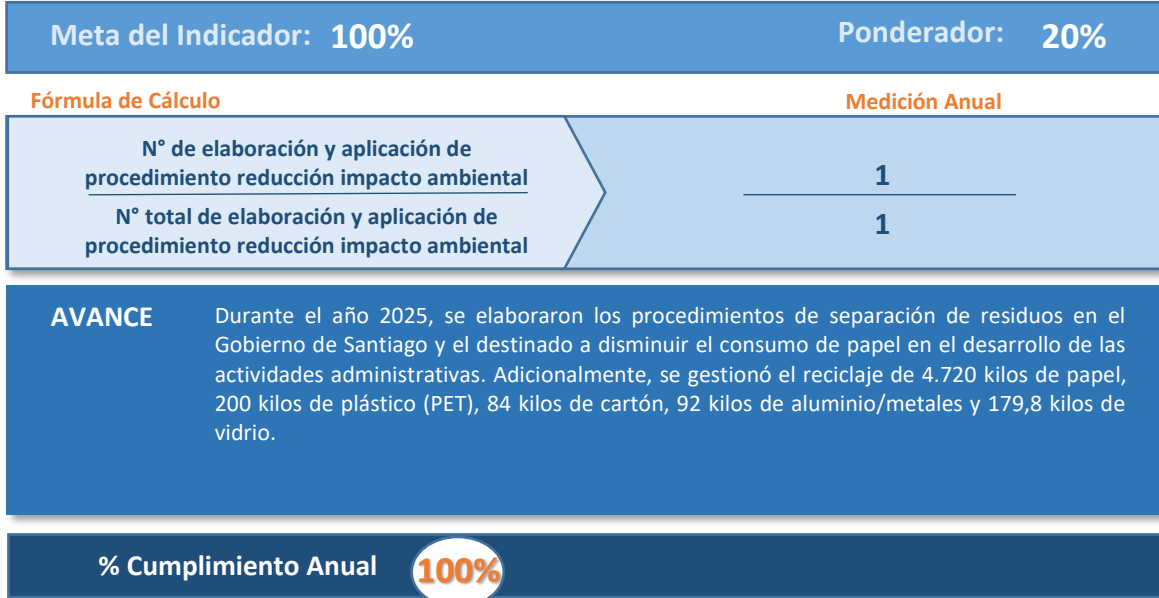 Meta del Indicador: 100%
Ponderador: 20%
Fórmula de Cálculo
Medición Anual
N° de elaboración y aplicación de
procedimiento reducción impacto ambiental
N° total de elaboración y aplicación de
procedimiento reducción impacto ambiental
1
1
AVANCE
Durante el año 2025, se elaboraron los procedimientos de separación de residuos en el
Gobierno de Santiago y el destinado a disminuir el consumo de papel en el desarrollo de las
actividades administrativas. Adicionalmente, se gestionó el reciclaje de 4.720 kilos de papel,
200 kilos de plástico (PET), 84 kilos de cartón, 92 kilos de aluminio/metales y 179,8 kilos de
vidrio.
% Cumplimiento Anual 100%